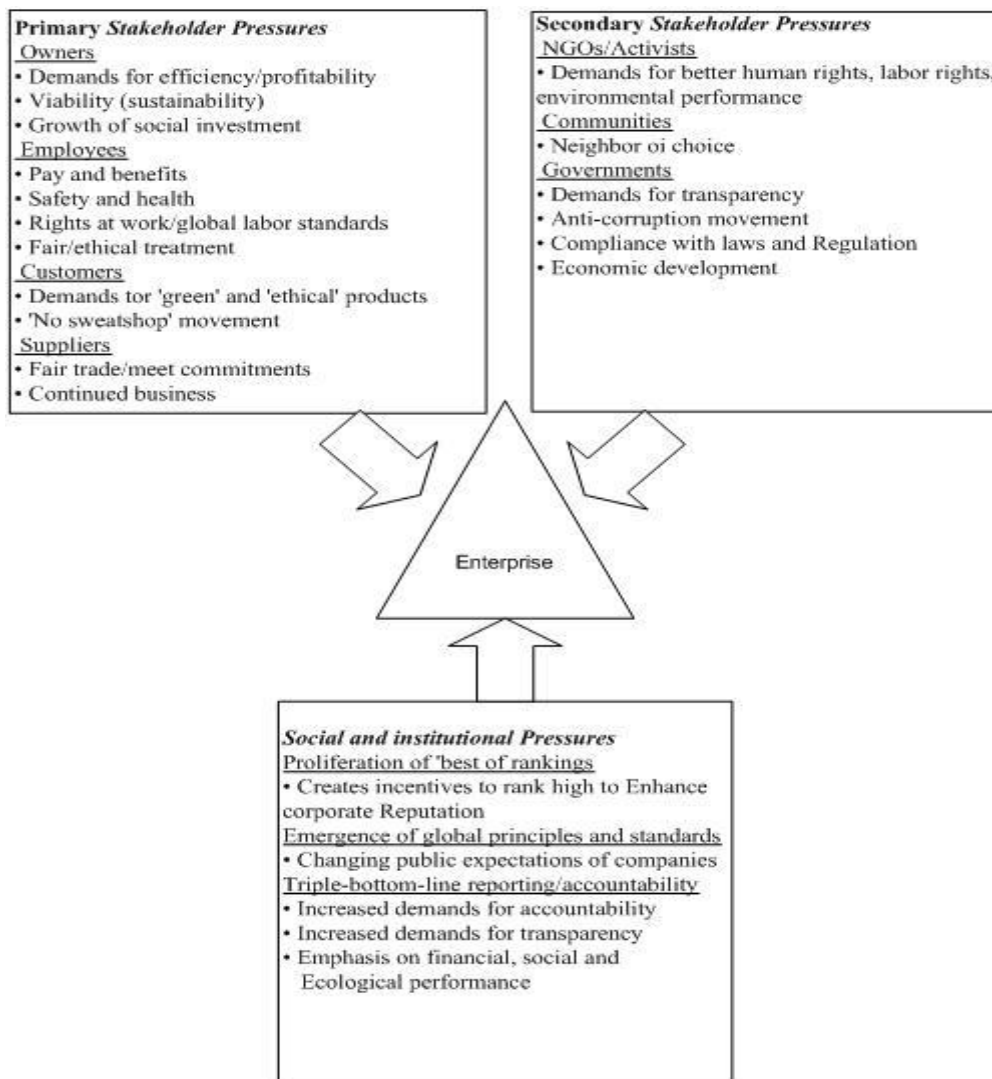 Primary Stakeholder Pressures
Owners
• Demands for efficiency/profitability
• Viability (sustainability)
• Growth of social investment
Employees
• Pay and benefits
• Safety and health
• Rights at work/global labor standards
• Fair/ethical treatment
Customers
• Demands tor 'green' and 'ethical' products
• 'No sweatshop' movement
Suppliers
• Fair trade/meet commitments
• Continued business
Secondary Stakeholder Pressures
NGOs/Activists
• Demands for better human rights, labor rights,
environmental performance
Communities
• Neighbor oi choice
Governments
• Demands for transparency
• Anti-corruption movement
• Compliance with laws and Regulation
• Economic development
Enterprise
Social and institutional Pressures
Proliferation of 'best of rankings
• Creates incentives to rank high to Enhance
corporate Reputation
Emergence of global principles and standards
• Changing public expectations of companies
Triple-bottom-line reporting/accountability
• Increased demands for accountability
• Increased demands for transparency
• Emphasis on financial, social and
Ecological performance